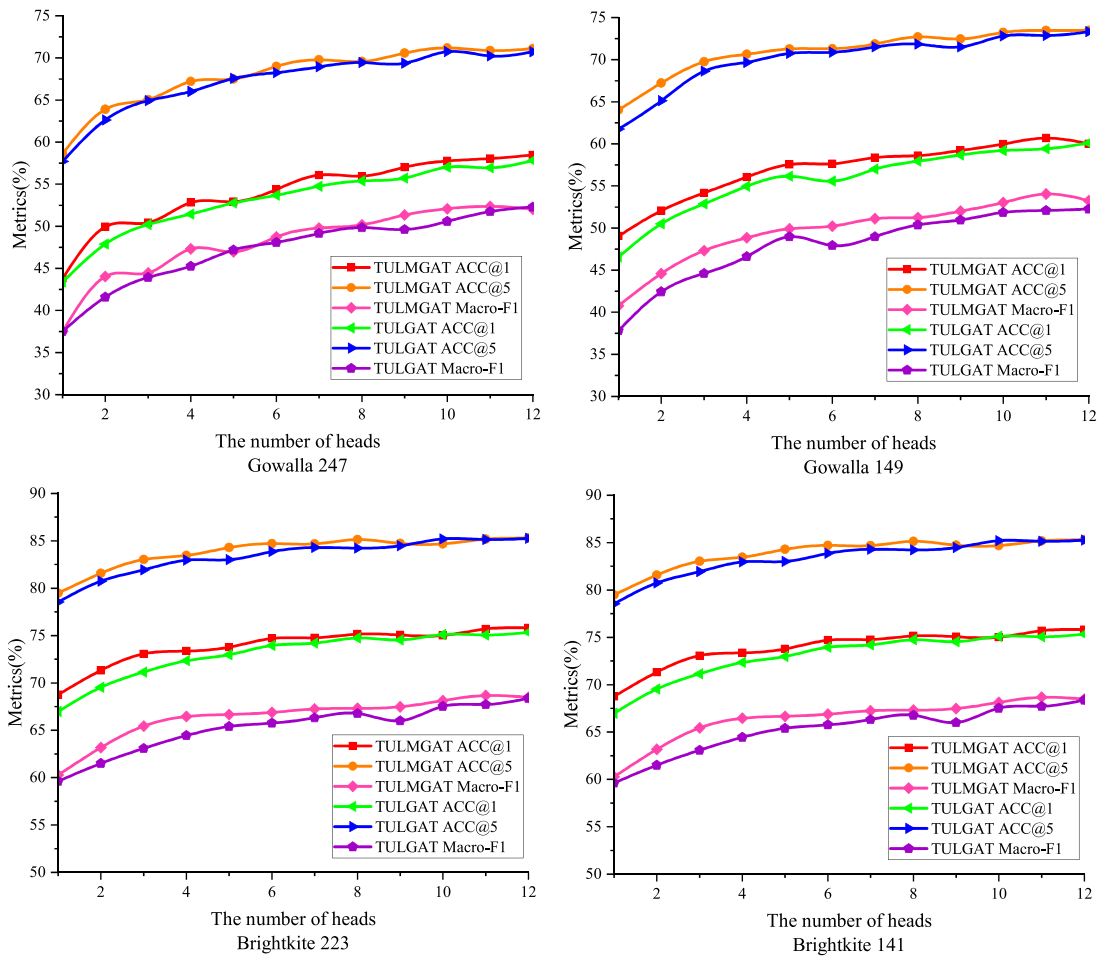 75
70
65
60
55
50
45
40
35
30
Metrics(%)
TULMGAT ACC@1
TULMGAT ACC@5
TULMGAT Macro-F1
TULGAT ACC@1
TULGAT ACC@5
TULGAT Macro-F1
2 4 6 8 10 12
The number of heads
Gowalla 247
75
70
65
60
55
50
45
40
35
30
Metrics(%)
TULMGAT ACC@1
TULMGAT ACC@5
TULMGAT Macro-F1
TULGAT ACC@1
TULGAT ACC@5
TULGAT Macro-F1
2 4 6 8 10 12
The number of heads
Gowalla 149
90
85
80
75
70
65
60
55
50
Metrics(%)
TULMGAT ACC@1
TULMGAT ACC@5
TULMGAT Macro-F1
TULGAT ACC@1
TULGAT ACC@5
TULGAT Macro-F1
2 4 6 8 10 12
The number of heads
Brightkite 223
90
85
80
75
70
65
60
55
50
Metrics(%)
TULMGAT ACC@1
TULMGAT ACC@5
TULMGAT Macro-F1
TULGAT ACC@1
TULGAT ACC@5
TULGAT Macro-F1
2 4 6 8 10 12
The number of heads
Brightkite 141